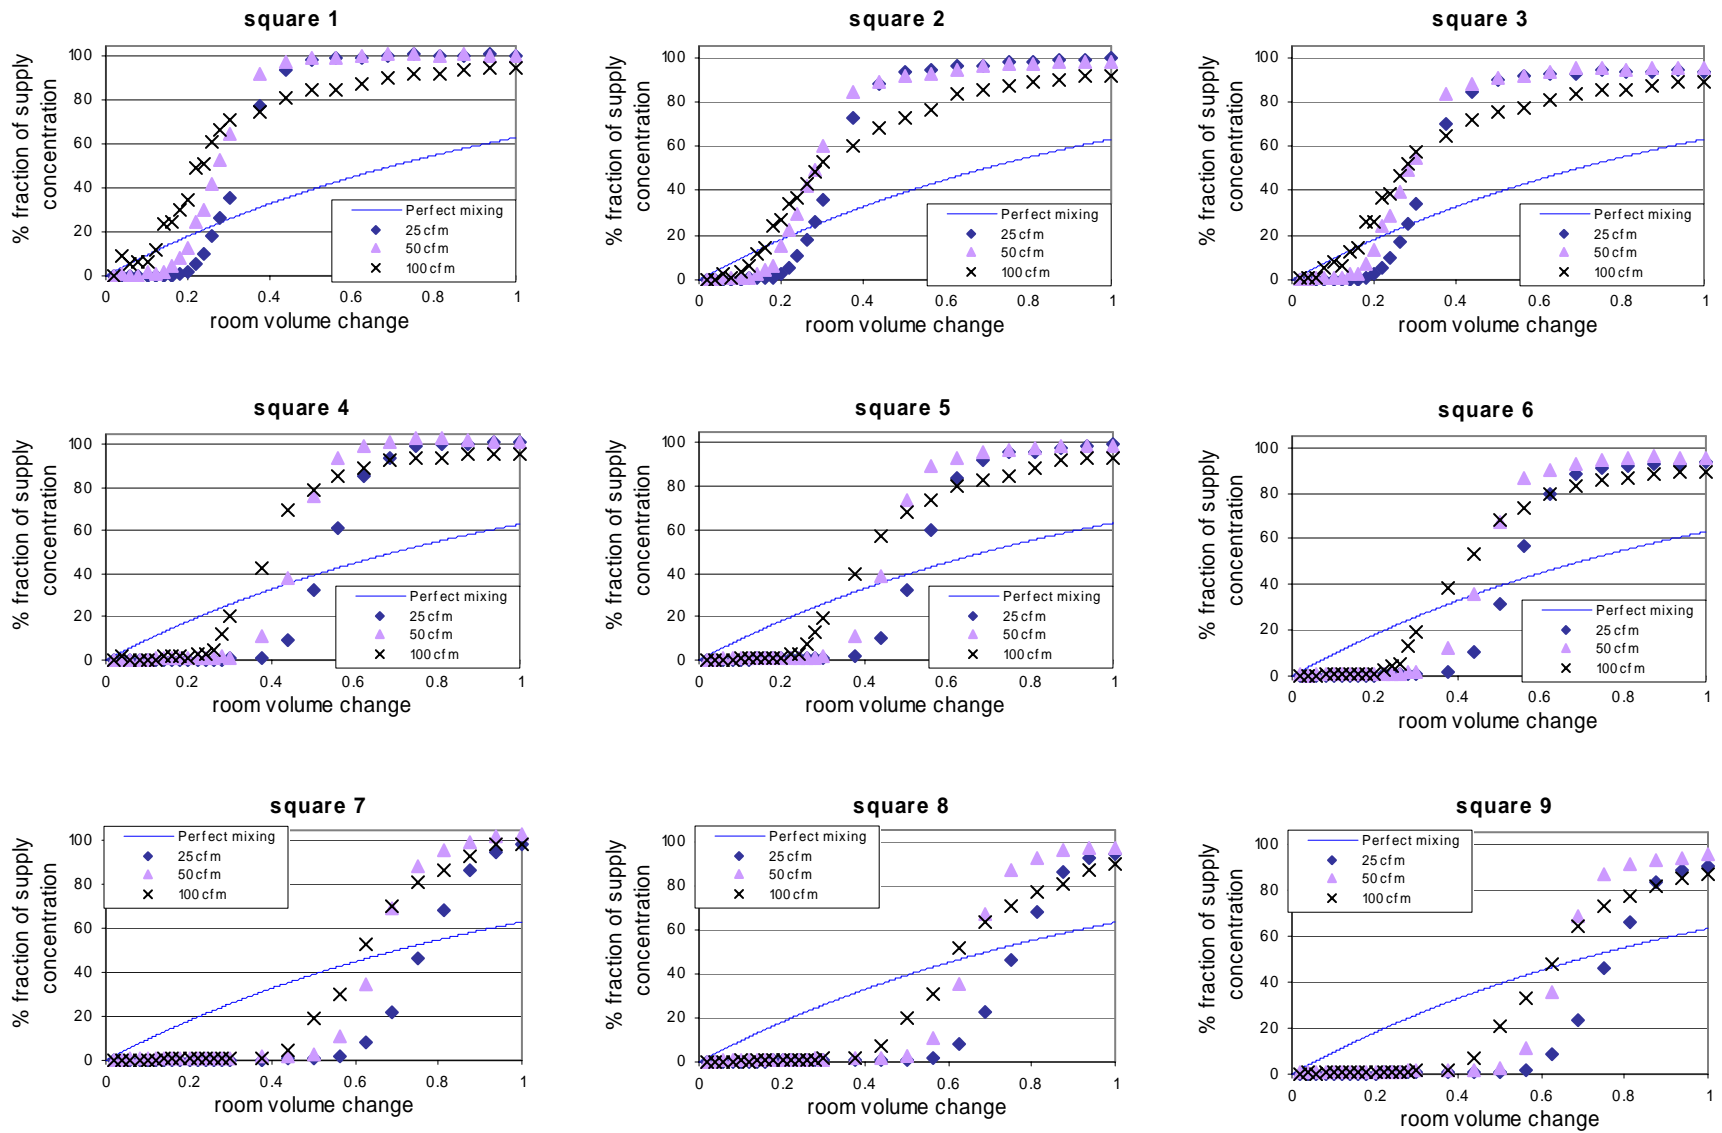 square 1
% fraction of supply
concentration
100
80
60
40
20
0
Perfect mixing
25 cfm
50 cfm
100 cfm
0 0.2 0.4 0.6 0.8 1
room volume change
square 2
% fraction of supply
concentration
100
80
60
40
20
0
Perfect mixing
25 cfm
50 cfm
100 cfm
0 0.2 0.4 0.6 0.8 1
room volume change
square 3
% fraction of supply
concentration
100
80
60
40
20
0
Perfect mixing
25 cfm
50 cfm
100 cfm
0 0.2 0.4 0.6 0.8 1
room volume change
square 4
% fraction of supply
concentration
100
80
60
40
20
0
Perfect mixing
25 cfm
50 cfm
100 cfm
0 0.2 0.4 0.6 0.8 1
room volume change
square 5
% fraction of supply
concentration
100
80
60
40
20
0
Perfect mixing
25 cfm
50 cfm
100 cfm
0 0.2 0.4 0.6 0.8 1
room volume change
square 6
% fraction of supply
concentration
100
80
60
40
20
0
Perfect mixing
25 cfm
50 cfm
100 cfm
0 0.2 0.4 0.6 0.8 1
room volume change
square 7
% fraction of supply
concentration
100
80
60
40
20
0
Perfect mixing
25 cfm
50 cfm
100 cfm
0 0.2 0.4 0.6 0.8 1
room volume change
square 8
% fraction of supply
concentration
100
80
60
40
20
0
Perfect mixing
25 cfm
50 cfm
100 cfm
0 0.2 0.4 0.6 0.8 1
room volume change
square 9
% fraction of supply
concentration
100
80
60
40
20
0
Perfect mixing
25 cfm
50 cfm
100 cfm
0 0.2 0.4 0.6 0.8 1
room volume change